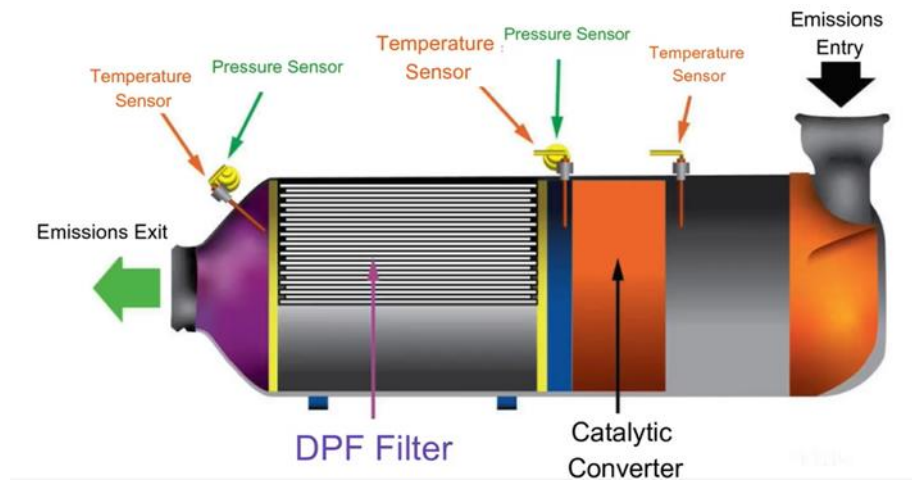 Emissions
Entry
Temperature
Sensor
Pressure Sensor
Temperature
Sensor
Pressure Sensor
Temperature
Sensor
Emissions Exit
DPF Filter
Catalytic
Converter